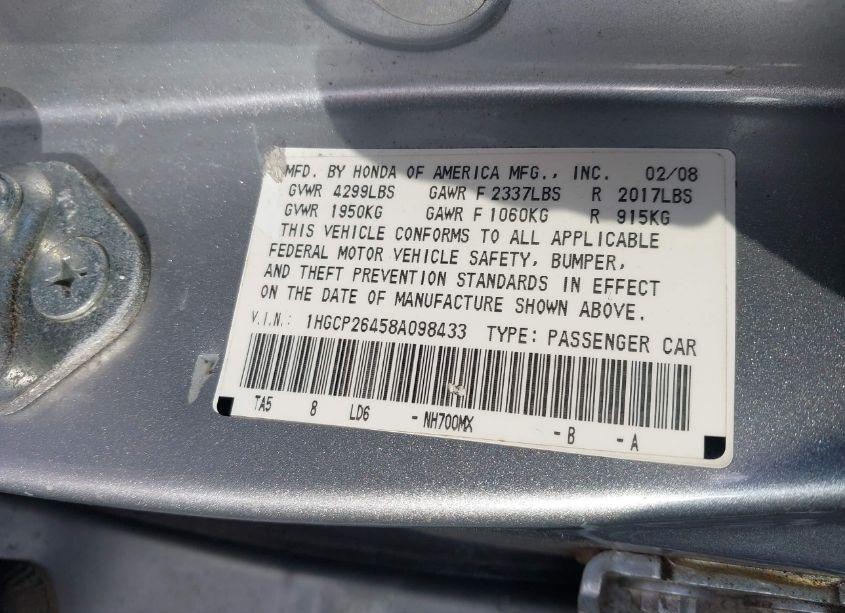 MFD. BY HONDA OF AMERICA MFG., INC. 02/08
GVWR 4299LBS GAWR F 2337LBS R 2017LBS
GVWR 1950KG GAWR F 1060KG R 915KG
THIS VEHICLE CONFORMS TO ALL APPLICABLE
FEDERAL MOTOR VEHICLE SAFETY, BUMPER,
AND THEFT PREVENTION STANDARDS IN EFFECT
ON THE DATE OF MANUFACTURE SHOWN ABOVE.
V.I.N.: 1HGCP26458A098433 TYPE: PASSENGER CAR
TA5 8 LD6 -NH700MX -B -A